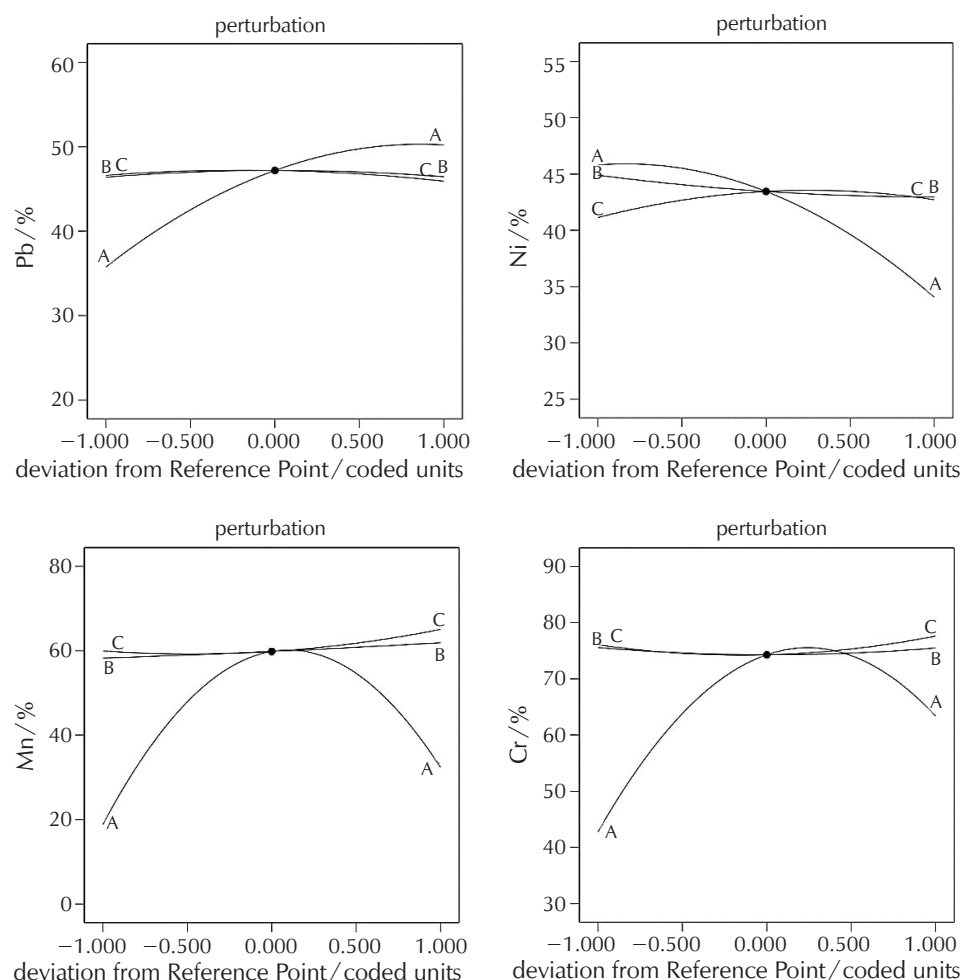 perturbation
60
50
40
30
20
Pb/%
A
B C
C B
A
−1.000 −0.500 0.000 0.500 1.000
deviation from Reference Point/coded units
perturbation
55
50
45
40
35
30
25
Ni/%
A
B
C
C B
A
−1.000 −0.500 0.000 0.500 1.000
deviation from Reference Point/coded units
perturbation
80
60
40
20
0
Mn/%
C
B
A
C
B
A
−1.000 −0.500 0.000 0.500 1.000
deviation from Reference Point/coded units
perturbation
90
80
70
60
50
40
30
Cr/%
B C
A
C
B
A
−1.000 −0.500 0.000 0.500 1.000
deviation from Reference Point/coded units